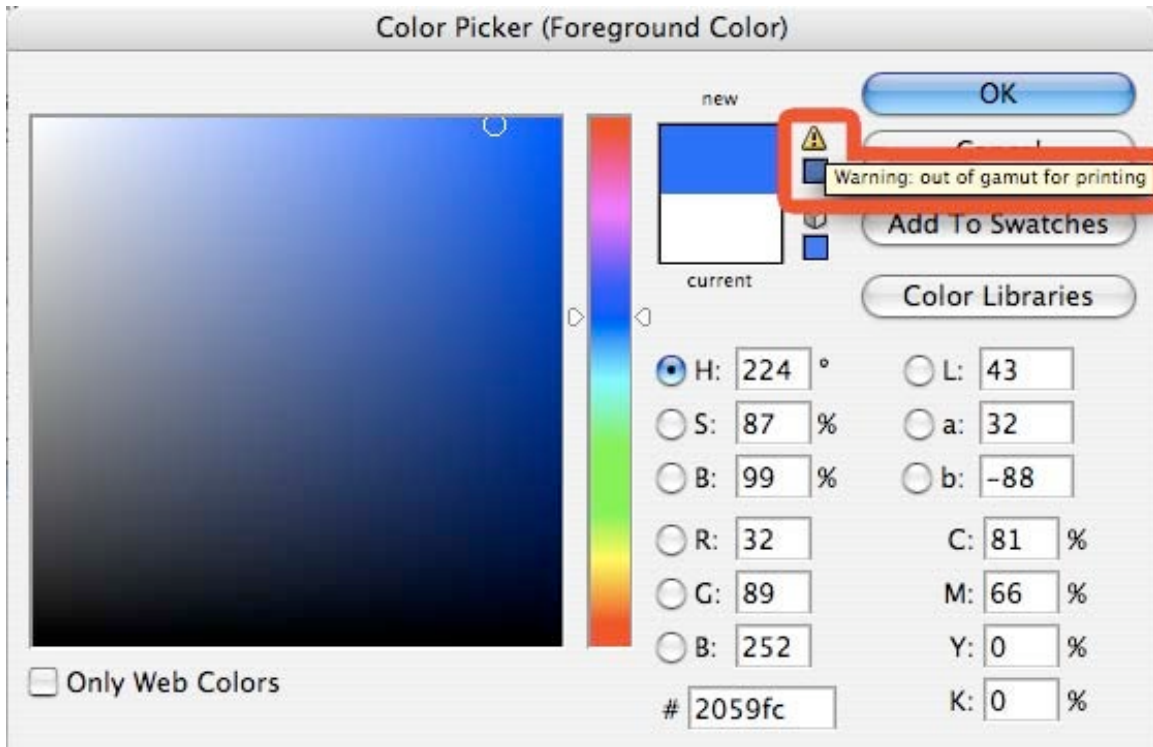 Color Picker (Foreground Color)
new
OK
Warning: out of gamut for printing
Add To Swatches
current
Color Libraries
H: 224 °
L: 43
S: 87 %
a: 32
B: 99 %
b: -88
R: 32
C: 81 %
G: 89
M: 66 %
B: 252
Y: 0 %
Only Web Colors
# 2059fc
K: 0 %